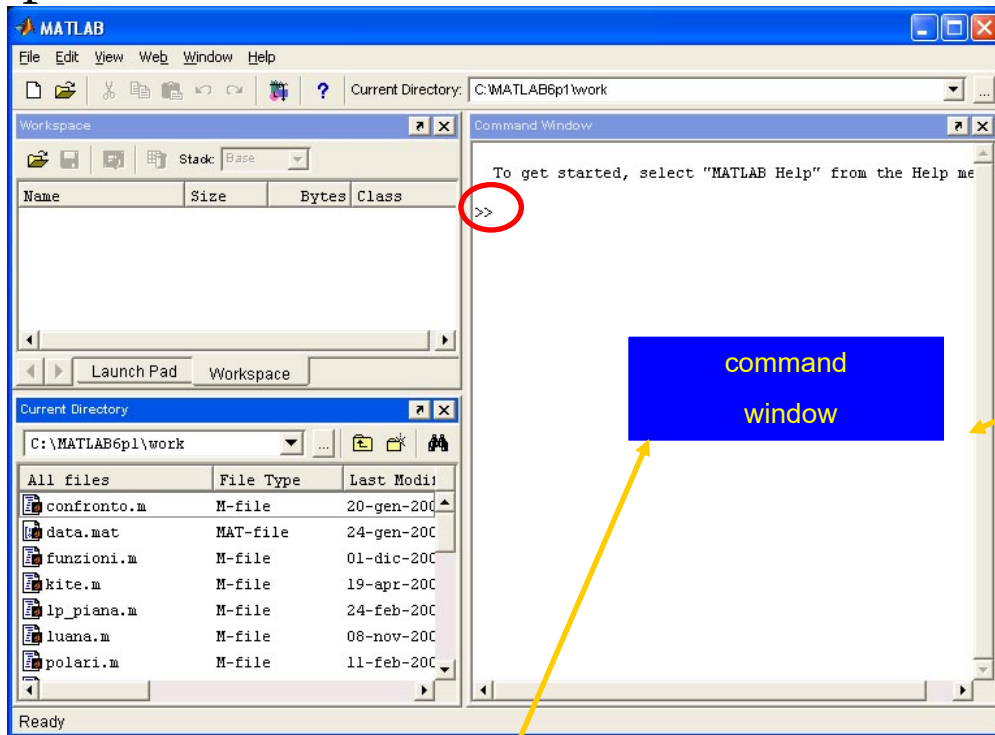 MATLAB
File Edit View Web Window Help
Current Directory: C:\MATLAB6p1\work
...
Workspace
Stack: Base
Name Size Bytes Class
Launch Pad Workspace
Current Directory
C:\MATLAB6p1\work ...
All files File Type Last Modi
confronto.m M-file 20-gen-200
data.mat MAT-file 24-gen-200
funzioni.m M-file 01-dic-200
kite.m M-file 19-apr-200
lp_piana.m M-file 24-feb-200
luana.m M-file 08-nov-200
polari.m M-file 11-feb-200
Command Window
To get started, select "MATLAB Help" from the Help me
>>
command
window
Ready